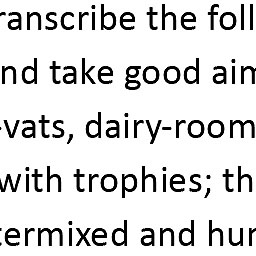 ranscribe the foll
nd take good aim
-vats, dairy-room
with trophies; th
termixed and hur